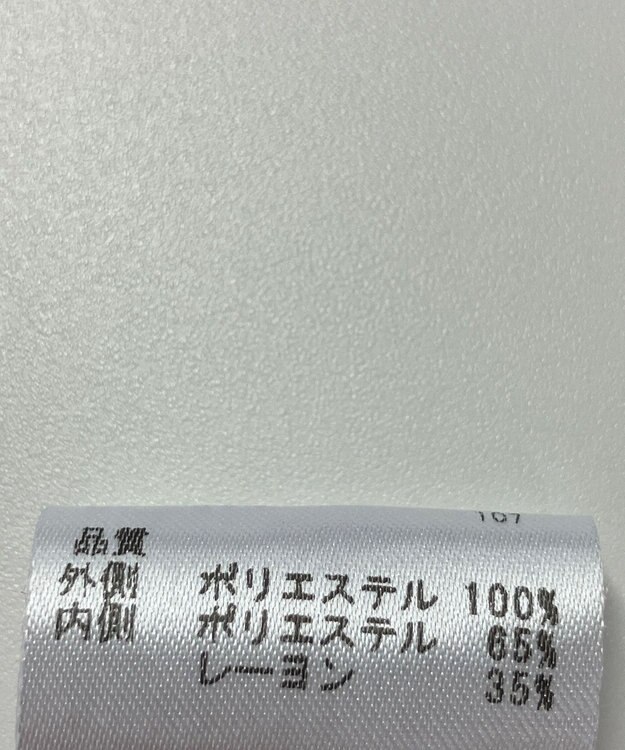 品質
外側 ポリエステル 100%
内側 ポリエステル 65%
レーヨン 35%